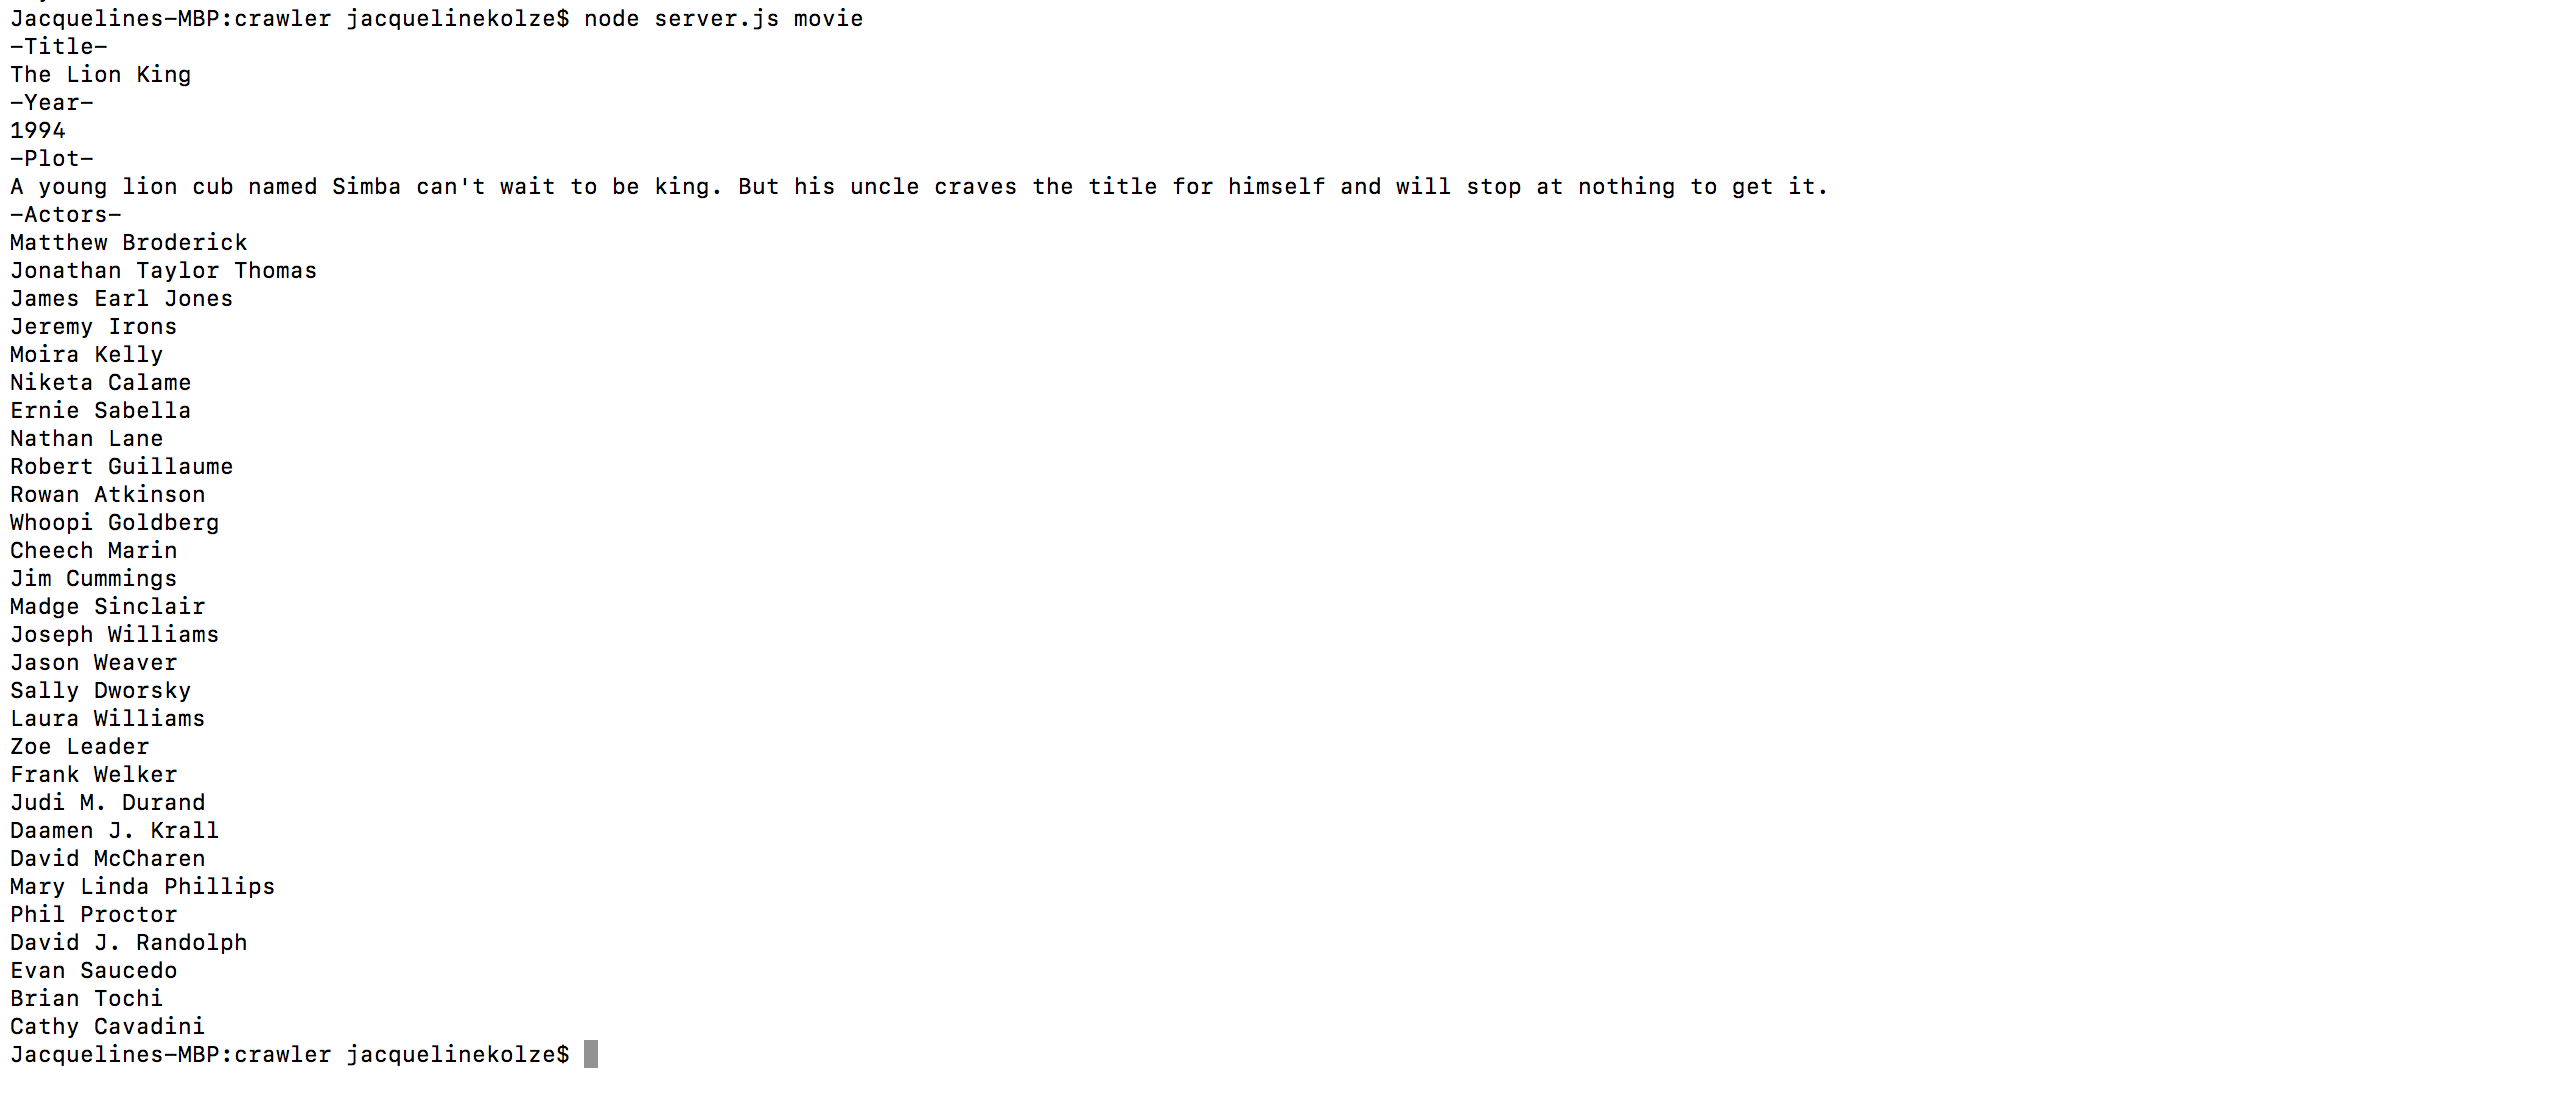 Jacquelines-MBP:crawler jacquelinekolze$ node server.js movie
-Title-
The Lion King
-Year-
1994
-Plot-
A young lion cub named Simba can't wait to be king. But his uncle craves the title for himself and will stop at nothing to get it.
-Actors-
Matthew Broderick
Jonathan Taylor Thomas
James Earl Jones
Jeremy Irons
Moira Kelly
Niketa Calame
Ernie Sabella
Nathan Lane
Robert Guillaume
Rowan Atkinson
Whoopi Goldberg
Cheech Marin
Jim Cummings
Madge Sinclair
Joseph Williams
Jason Weaver
Sally Dworsky
Laura Williams
Zoe Leader
Frank Welker
Judi M. Durand
Daamen J. Krall
David McCharen
Mary Linda Phillips
Phil Proctor
David J. Randolph
Evan Saucedo
Brian Tochi
Cathy Cavadini
Jacquelines-MBP:crawler jacquelinekolze$